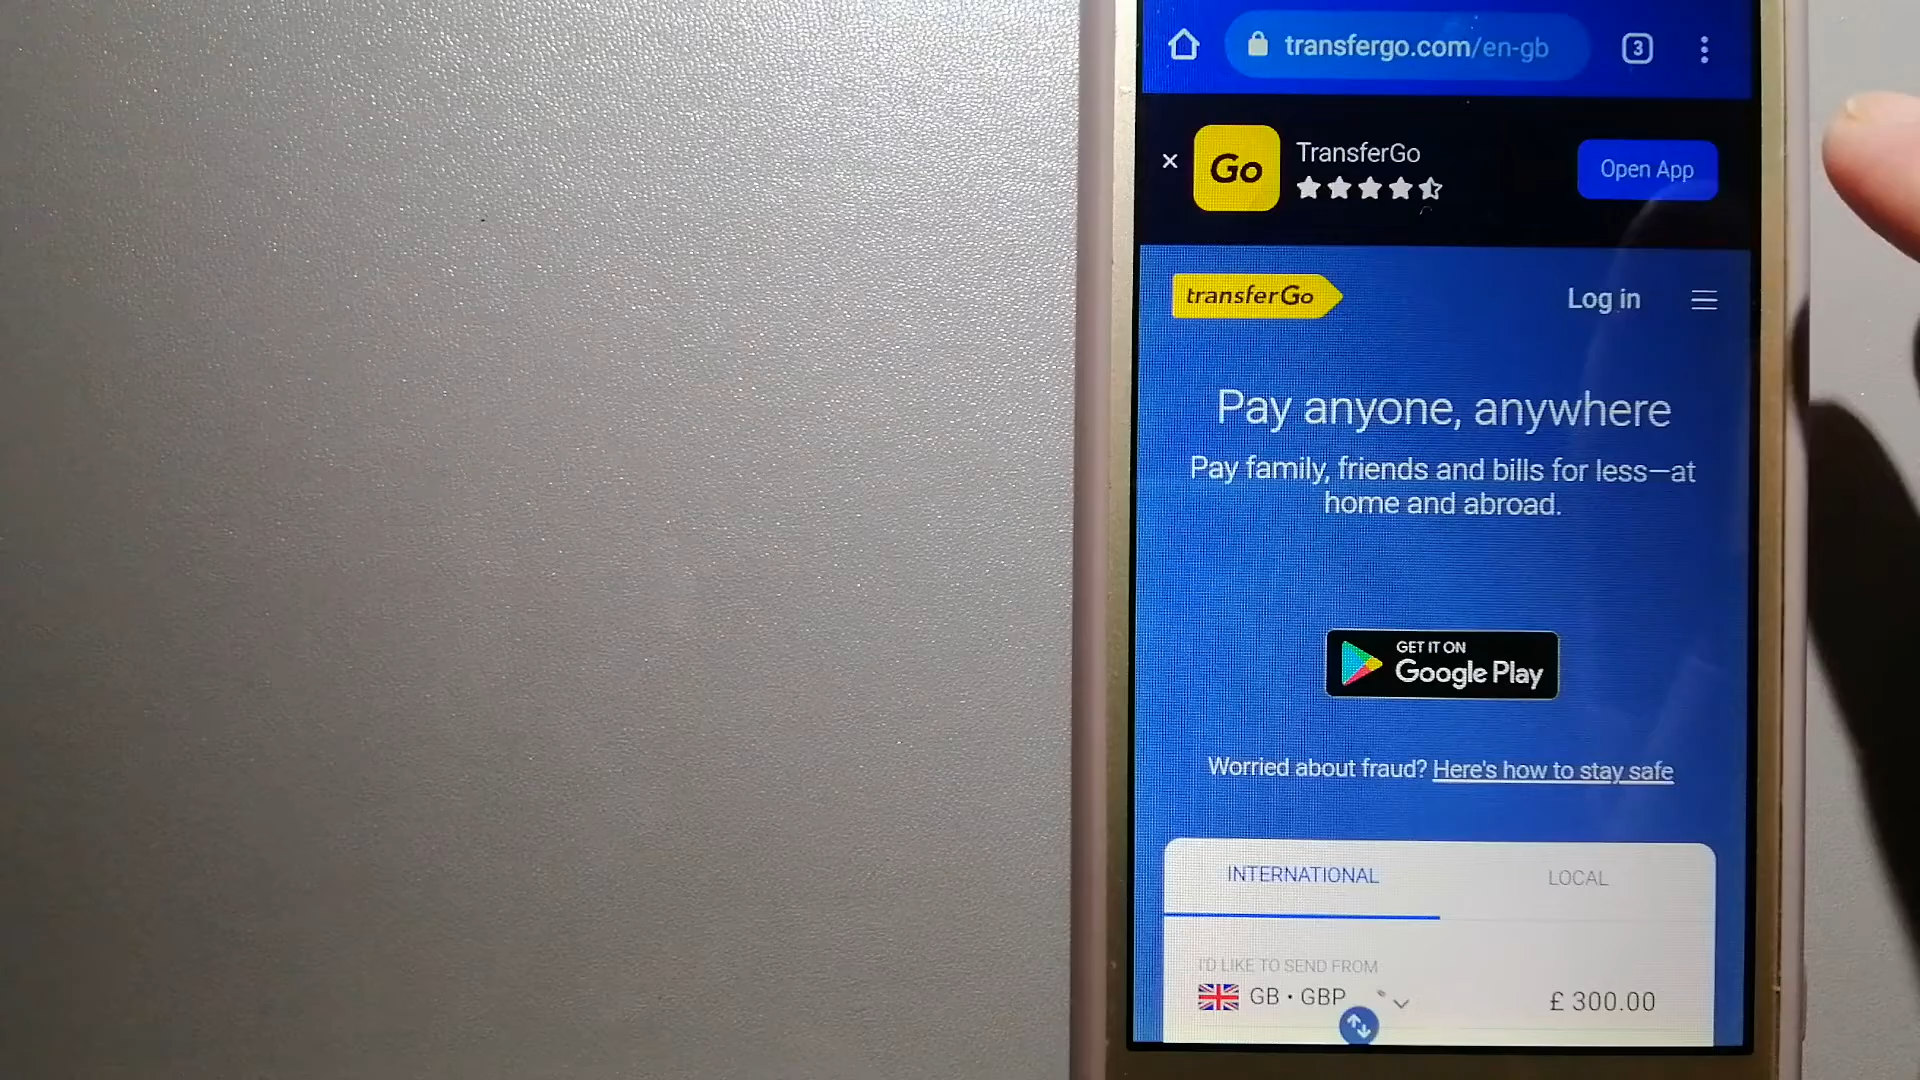 transfergo.com/en-gb
3
Go
TransferGo
Open App
transferGo
Log in
Pay anyone, anywhere
Pay family, friends and bills for less—at
home and abroad.
GET IT ON
Google Play
Worried about fraud? Here's how to stay safe
INTERNATIONAL
LOCAL
I'D LIKE TO SEND FROM
GB • GBP
£ 300.00